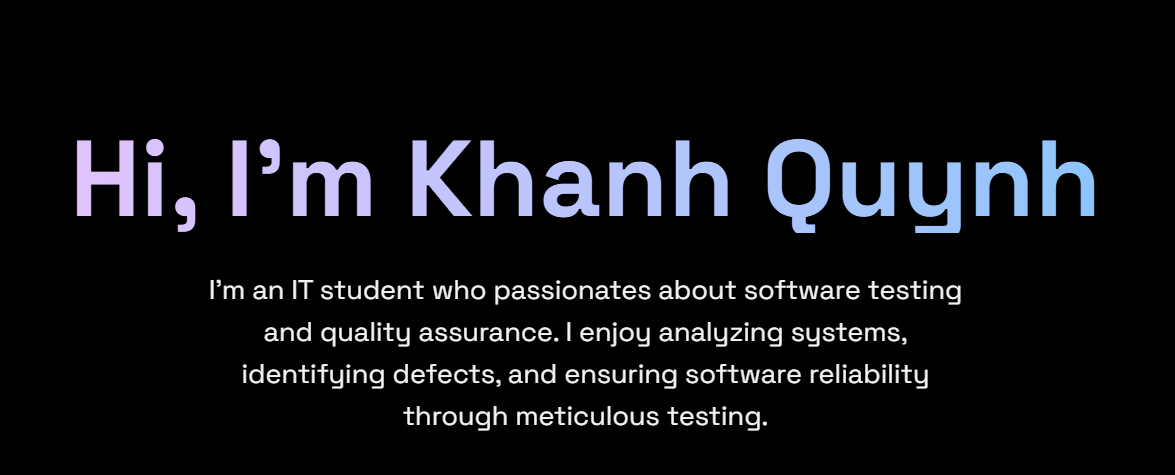 Hi, I’m Khanh Quynh
I’m an IT student who passionates about software testing
and quality assurance. I enjoy analyzing systems,
identifying defects, and ensuring software reliability
through meticulous testing.